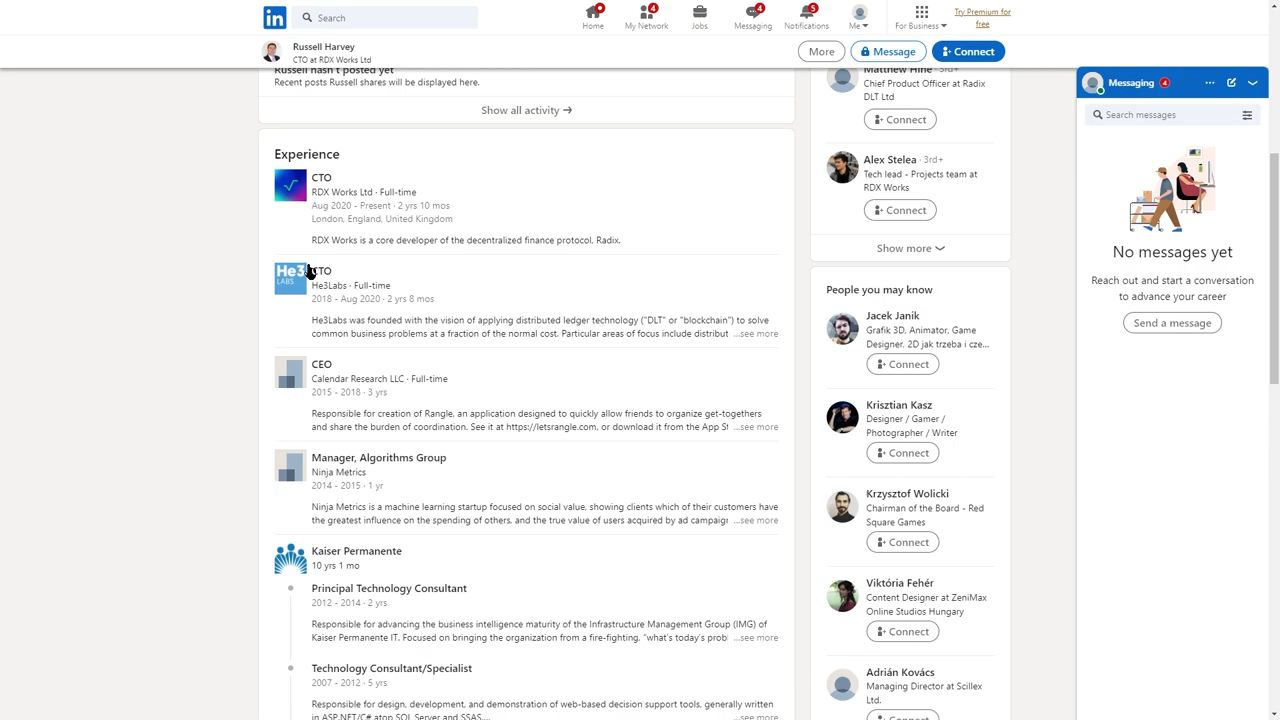 in
Search
Home
4
My Network
Jobs
4
Messaging
5
Notifications
Me
For Business
Try Premium for
free
Russell Harvey
CTO at RDX Works Ltd
More
Message
Connect
Russell hasn't posted yet
Recent posts Russell shares will be displayed here.
Show all activity →
Experience
CTO
RDX Works Ltd · Full-time
Aug 2020 - Present · 2 yrs 10 mos
London, England, United Kingdom
RDX Works is a core developer of the decentralized finance protocol, Radix.
He3
LABS
CTO
He3Labs · Full-time
2018 - Aug 2020 · 2 yrs 8 mos
He3Labs was founded with the vision of applying distributed ledger technology ("DLT" or "blockchain") to solve
common business problems at a fraction of the normal cost. Particular areas of focus include distribut ...see more
CEO
Calendar Research LLC · Full-time
2015 - 2018 · 3 yrs
Responsible for creation of Rangle, an application designed to quickly allow friends to organize get-togethers
and share the burden of coordination. See it at https://letsrangle.com, or download it from the App St ...see more
Manager, Algorithms Group
Ninja Metrics
2014 - 2015 · 1 yr
Ninja Metrics is a machine learning startup focused on social value, showing clients which of their customers have
the greatest influence on the spending of others, and the true value of users acquired by ad campaign ...see more
Kaiser Permanente
10 yrs 1 mo
Principal Technology Consultant
2012 - 2014 · 2 yrs
Responsible for advancing the business intelligence maturity of the Infrastructure Management Group (IMG) of
Kaiser Permanente IT. Focused on bringing the organization from a fire-fighting, "what's today's probl ...see more
Technology Consultant/Specialist
2007 - 2012 · 5 yrs
Responsible for design, development, and demonstration of web-based decision support tools, generally written
in ASP.NET/C# atop SQL Server and SSAS.... ...see more
Matthew Hine · 3rd+
Chief Product Officer at Radix
DLT Ltd
Connect
Alex Stelea · 3rd+
Tech lead - Projects team at
RDX Works
Connect
Show more
People you may know
Jacek Janik
Grafik 3D, Animator, Game
Designer, 2D jak trzeba i cze...
Connect
Krisztian Kasz
Designer / Gamer /
Photographer / Writer
Connect
Krzysztof Wolicki
Chairman of the Board - Red
Square Games
Connect
Viktória Fehér
Content Designer at ZeniMax
Online Studios Hungary
Connect
Adrián Kovács
Managing Director at Scillex
Ltd.
Connect
Messaging 4
Search messages
No messages yet
Reach out and start a conversation
to advance your career
Send a message